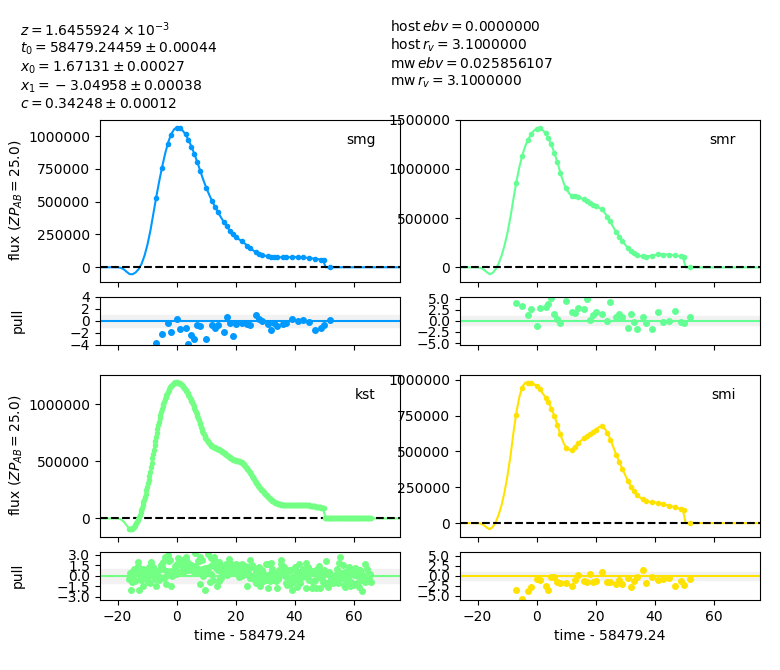 z = 1.6455924 × 10⁻³
t₀ = 58479.24459 ± 0.00044
x₀ = 1.67131 ± 0.00027
x₁ = −3.04958 ± 0.00038
c = 0.34248 ± 0.00012
host ebv = 0.0000000
host r_v = 3.1000000
mw ebv = 0.025856107
mw r_v = 3.1000000
flux (ZP_AB = 25.0)
1000000
750000
500000
250000
0
smg
1500000
1000000
500000
0
smr
pull
4
2
0
−2
−4
5.0
2.5
0.0
−2.5
−5.0
flux (ZP_AB = 25.0)
1000000
500000
0
kst
1000000
750000
500000
250000
0
smi
pull
3.0
1.5
0.0
−1.5
−3.0
5.0
2.5
0.0
−2.5
−5.0
−20 0 20 40 60
−20 0 20 40 60
time - 58479.24
time - 58479.24